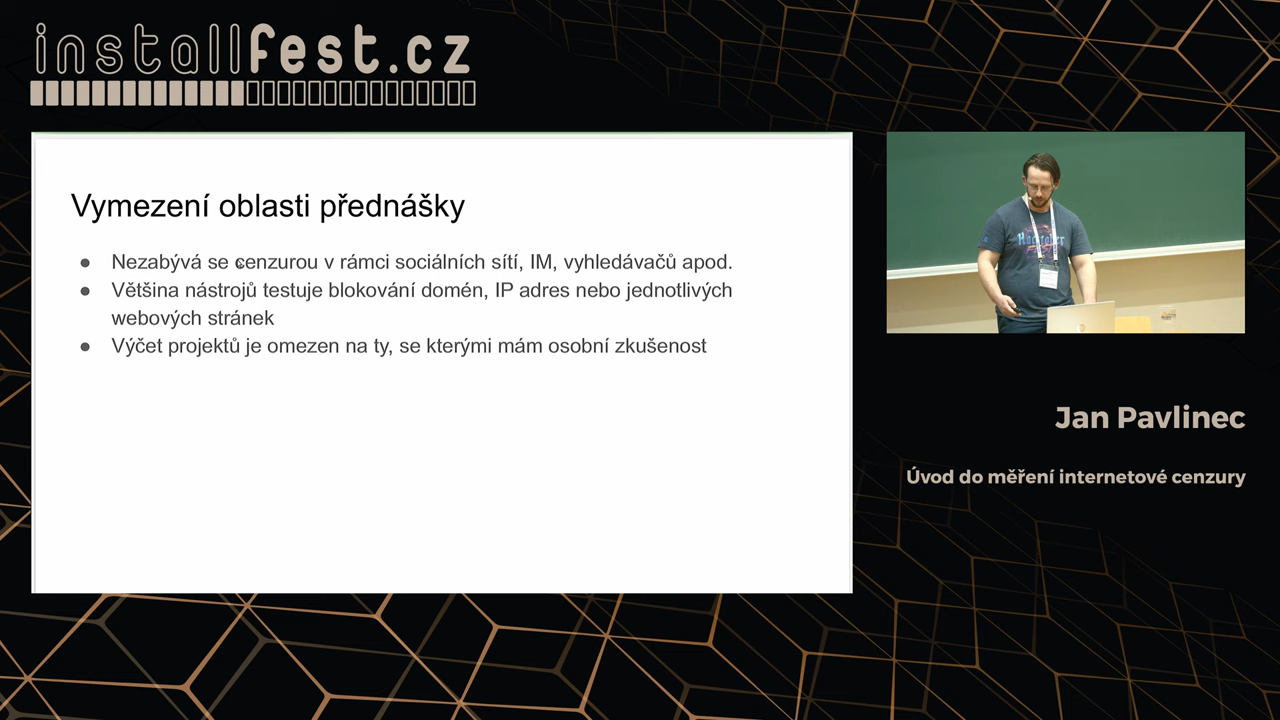 installfest.cz
Vymezení oblasti přednášky
● Nezabývá se cenzurou v rámci sociálních sítí, IM, vyhledávačů apod.
● Většina nástrojů testuje blokování domén, IP adres nebo jednotlivých
webových stránek
● Výčet projektů je omezen na ty, se kterými mám osobní zkušenost
Jan Pavlinec
Úvod do měření internetové cenzury